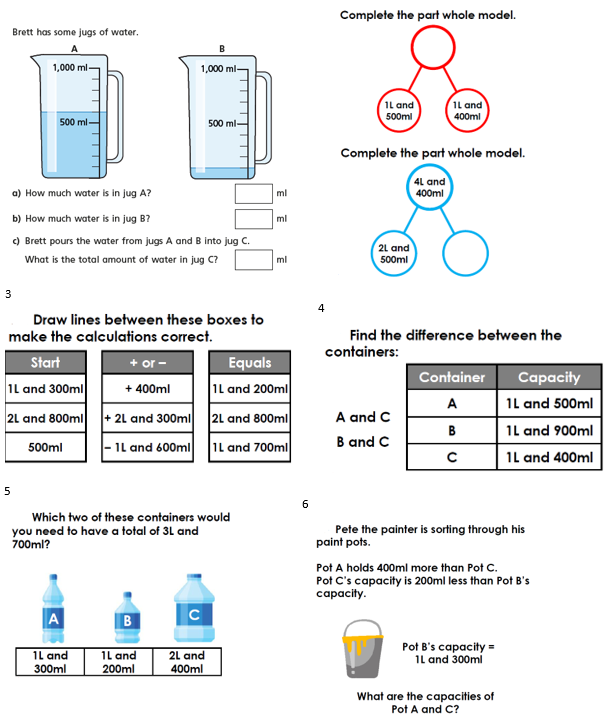 Brett has some jugs of water.
A
B
1,000 ml
1,000 ml
500 ml
500 ml
a) How much water is in jug A?
ml
b) How much water is in jug B?
ml
c) Brett pours the water from jugs A and B into jug C.
What is the total amount of water in jug C?
ml
Complete the part whole model.
1L and
500ml
1L and
400ml
Complete the part whole model.
4L and
400ml
2L and
500ml
3
Draw lines between these boxes to
make the calculations correct.
Start
+ or –
Equals
1L and 300ml
+ 400ml
1L and 200ml
2L and 800ml
+ 2L and 300ml
2L and 800ml
500ml
– 1L and 600ml
1L and 700ml
4
Find the difference between the
containers:
A and C
B and C
Container
Capacity
A
1L and 500ml
B
1L and 900ml
C
1L and 400ml
5
Which two of these containers would
you need to have a total of 3L and
700ml?
A
B
C
1L and
300ml
1L and
200ml
2L and
400ml
6
Pete the painter is sorting through his
paint pots.
Pot A holds 400ml more than Pot C.
Pot C's capacity is 200ml less than Pot B's
capacity.
Pot B's capacity =
1L and 300ml
What are the capacities of
Pot A and C?